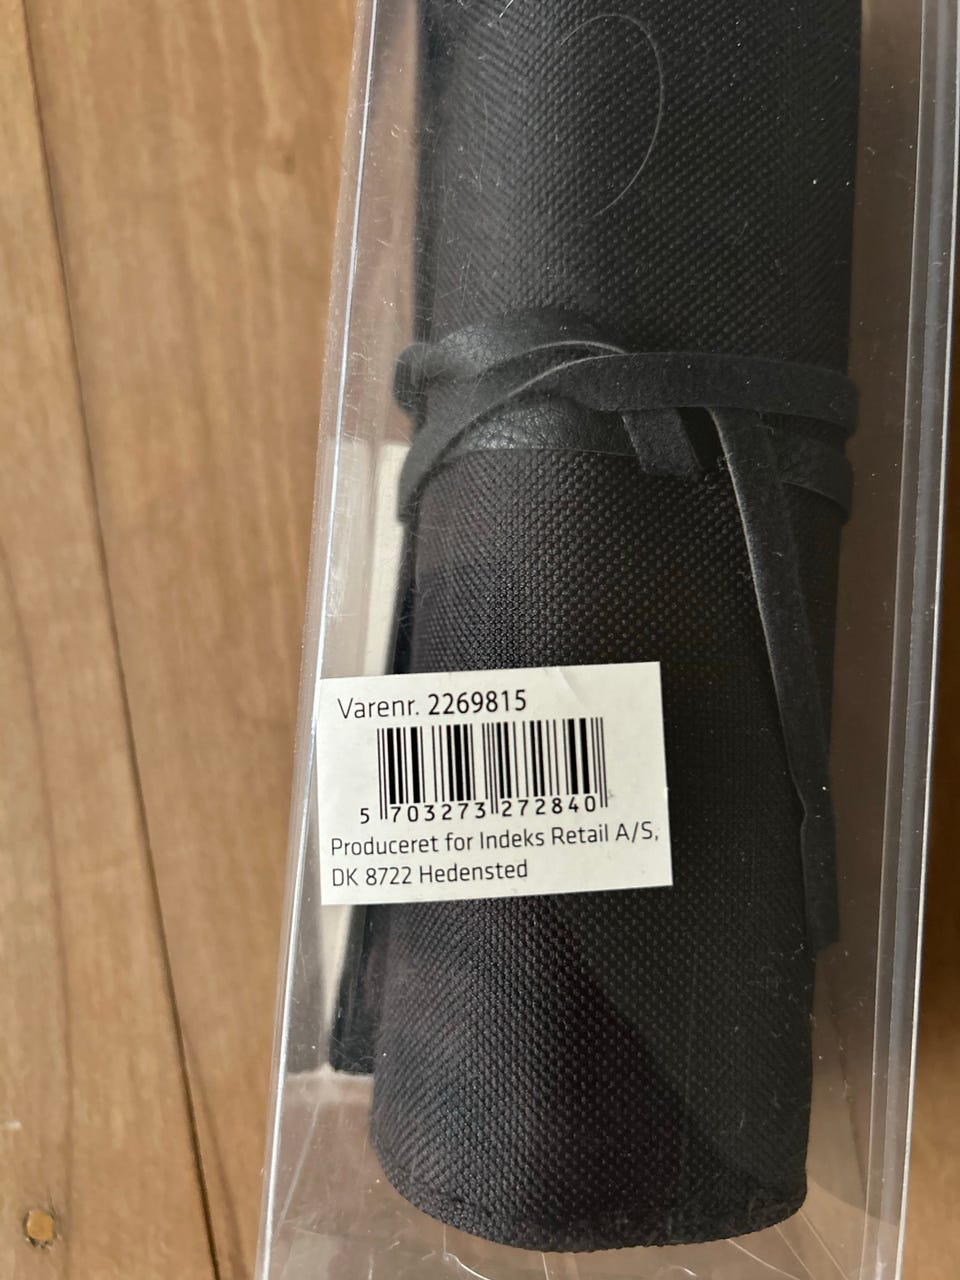 Varenr. 2269815
5 703273 272840
Produceret for Indeks Retail A/S,
DK 8722 Hedensted